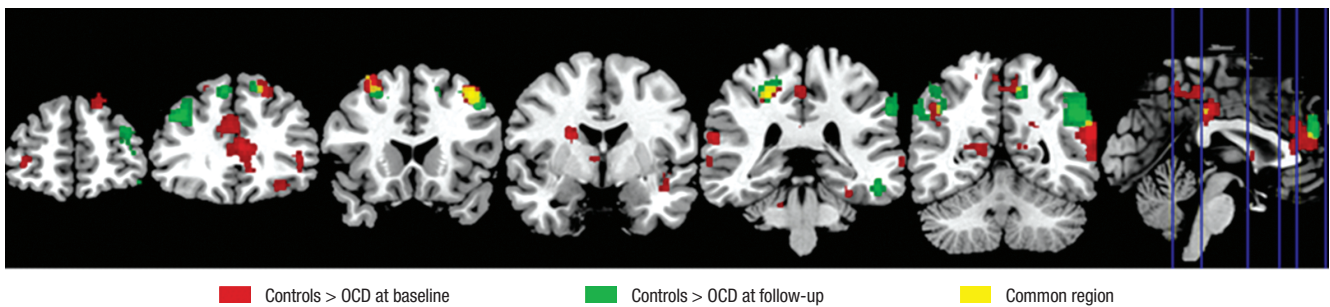 Controls > OCD at baseline Controls > OCD at follow-up Common region